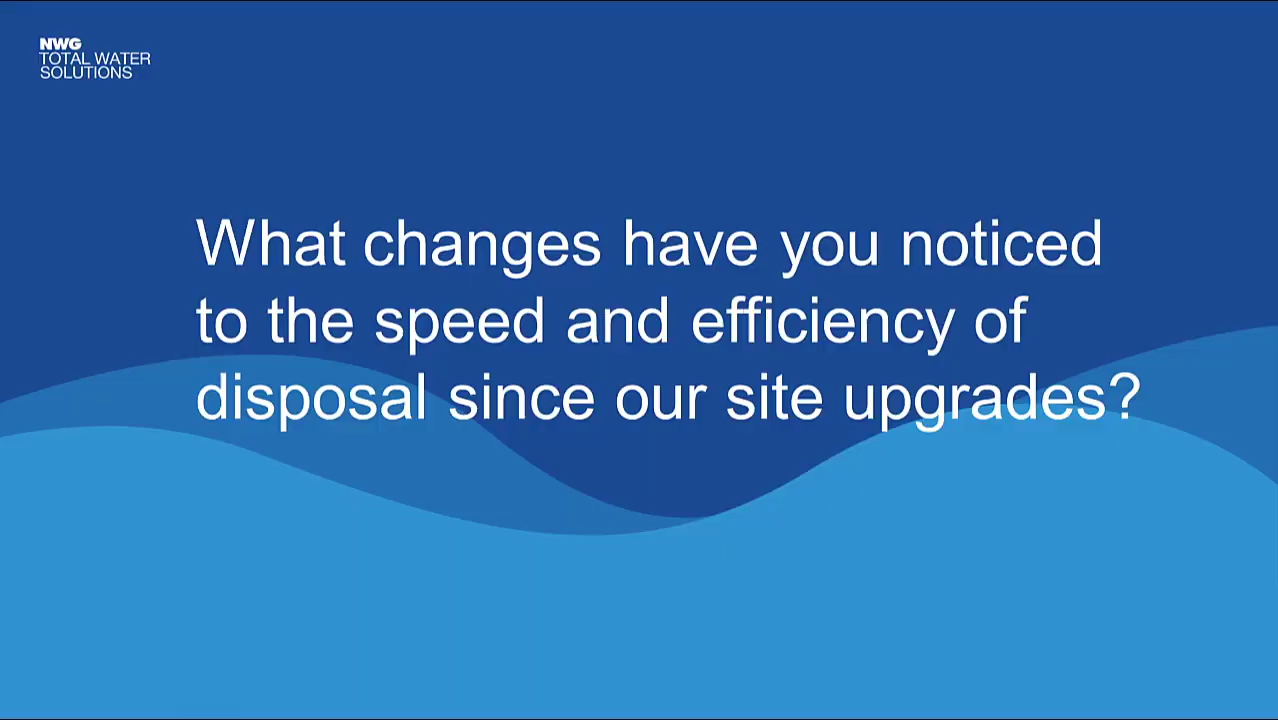 NWG
TOTAL WATER
SOLUTIONS
What changes have you noticed
to the speed and efficiency of
disposal since our site upgrades?